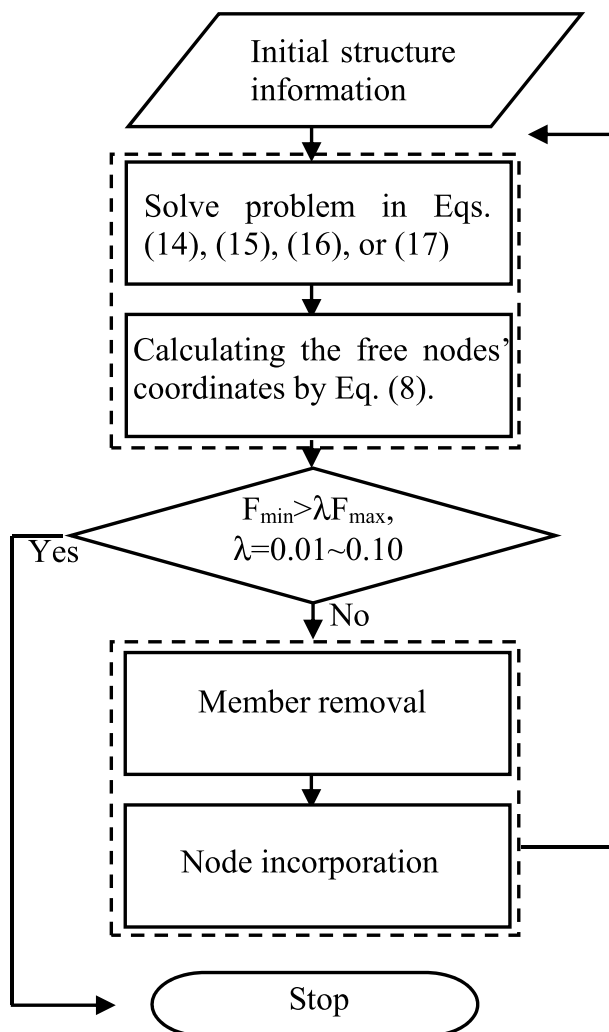 Initial structure
information
Solve problem in Eqs.
(14), (15), (16), or (17)
Calculating the free nodes’
coordinates by Eq. (8).
Fmin>λFmax,
λ=0.01~0.10
Yes
No
Member removal
Node incorporation
Stop